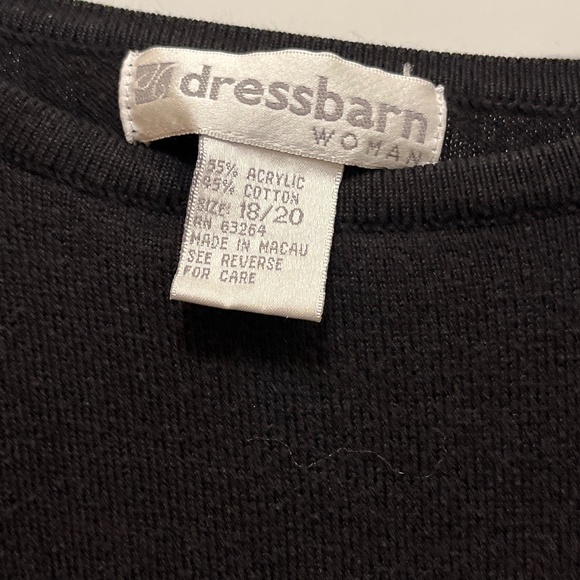 dressbarn
WOMAN
55% ACRYLIC
45% COTTON
SIZE: 18/20
RN 63264
MADE IN MACAU
SEE REVERSE
FOR CARE